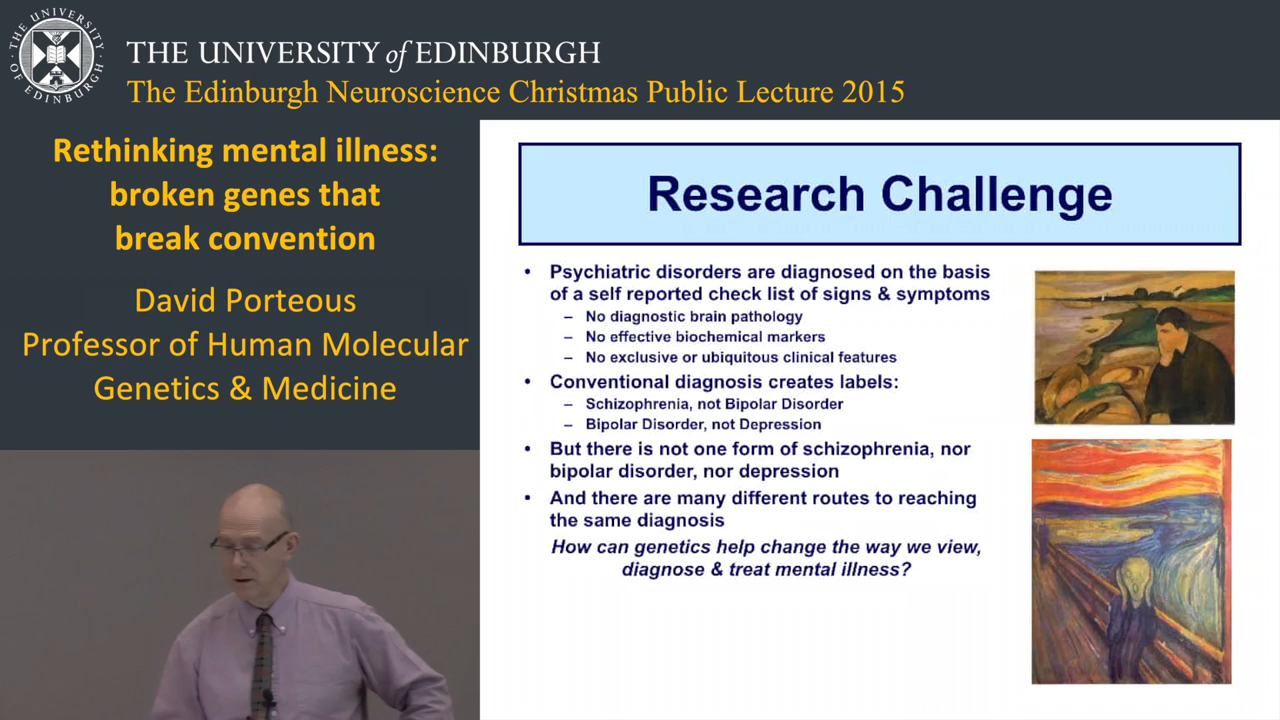 THE UNIVERSITY OF EDINBURGH
THE UNIVERSITY of EDINBURGH
The Edinburgh Neuroscience Christmas Public Lecture 2015
Rethinking mental illness:
broken genes that
break convention
David Porteous
Professor of Human Molecular
Genetics & Medicine
Research Challenge
• Psychiatric disorders are diagnosed on the basis
of a self reported check list of signs & symptoms
– No diagnostic brain pathology
– No effective biochemical markers
– No exclusive or ubiquitous clinical features
• Conventional diagnosis creates labels:
– Schizophrenia, not Bipolar Disorder
– Bipolar Disorder, not Depression
• But there is not one form of schizophrenia, nor
bipolar disorder, nor depression
• And there are many different routes to reaching
the same diagnosis
How can genetics help change the way we view,
diagnose & treat mental illness?